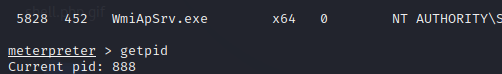 5828 452 WmiApSrv.exe x64 0 NT AUTHORITY\S
meterpreter > getpid
Current pid: 888